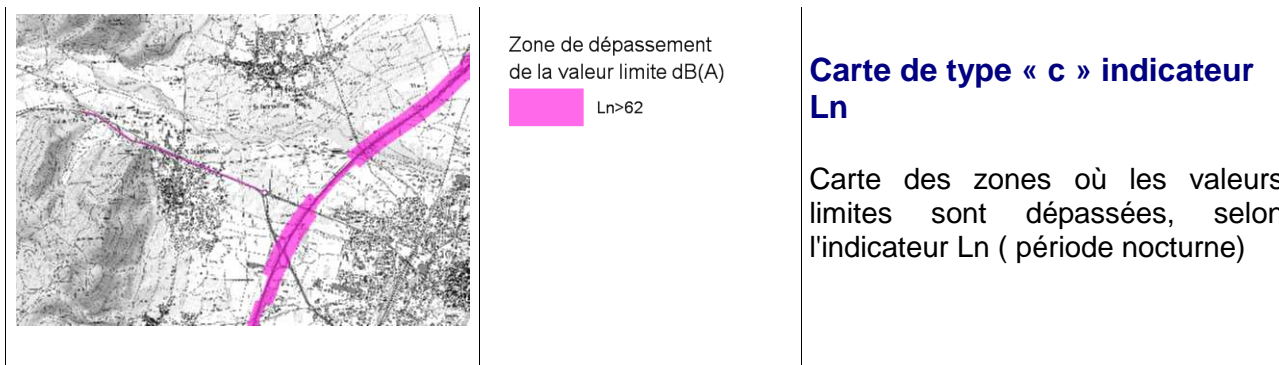 Zone de dépassement
de la valeur limite dB(A)
Ln>62
Carte de type « c » indicateur
Ln
Carte des zones où les valeurs
limites sont dépassées, selon
l'indicateur Ln ( période nocturne)